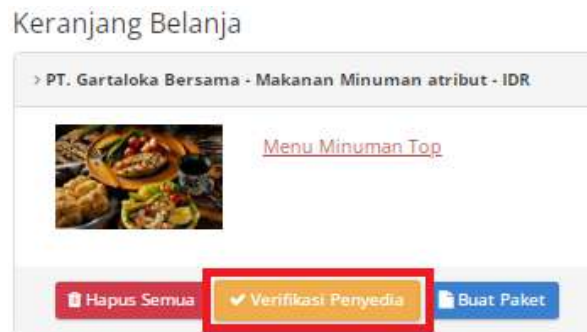 Keranjang Belanja
> PT. Gartaloka Bersama - Makanan Minuman atribut - IDR
Menu Minuman Top
Hapus Semua Verifikasi Penyedia Buat Paket